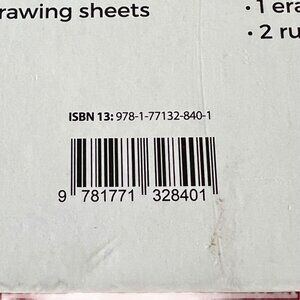 rawing sheets
• 1 era
• 2 ru
ISBN 13: 978-1-77132-840-1
9 781771 328401